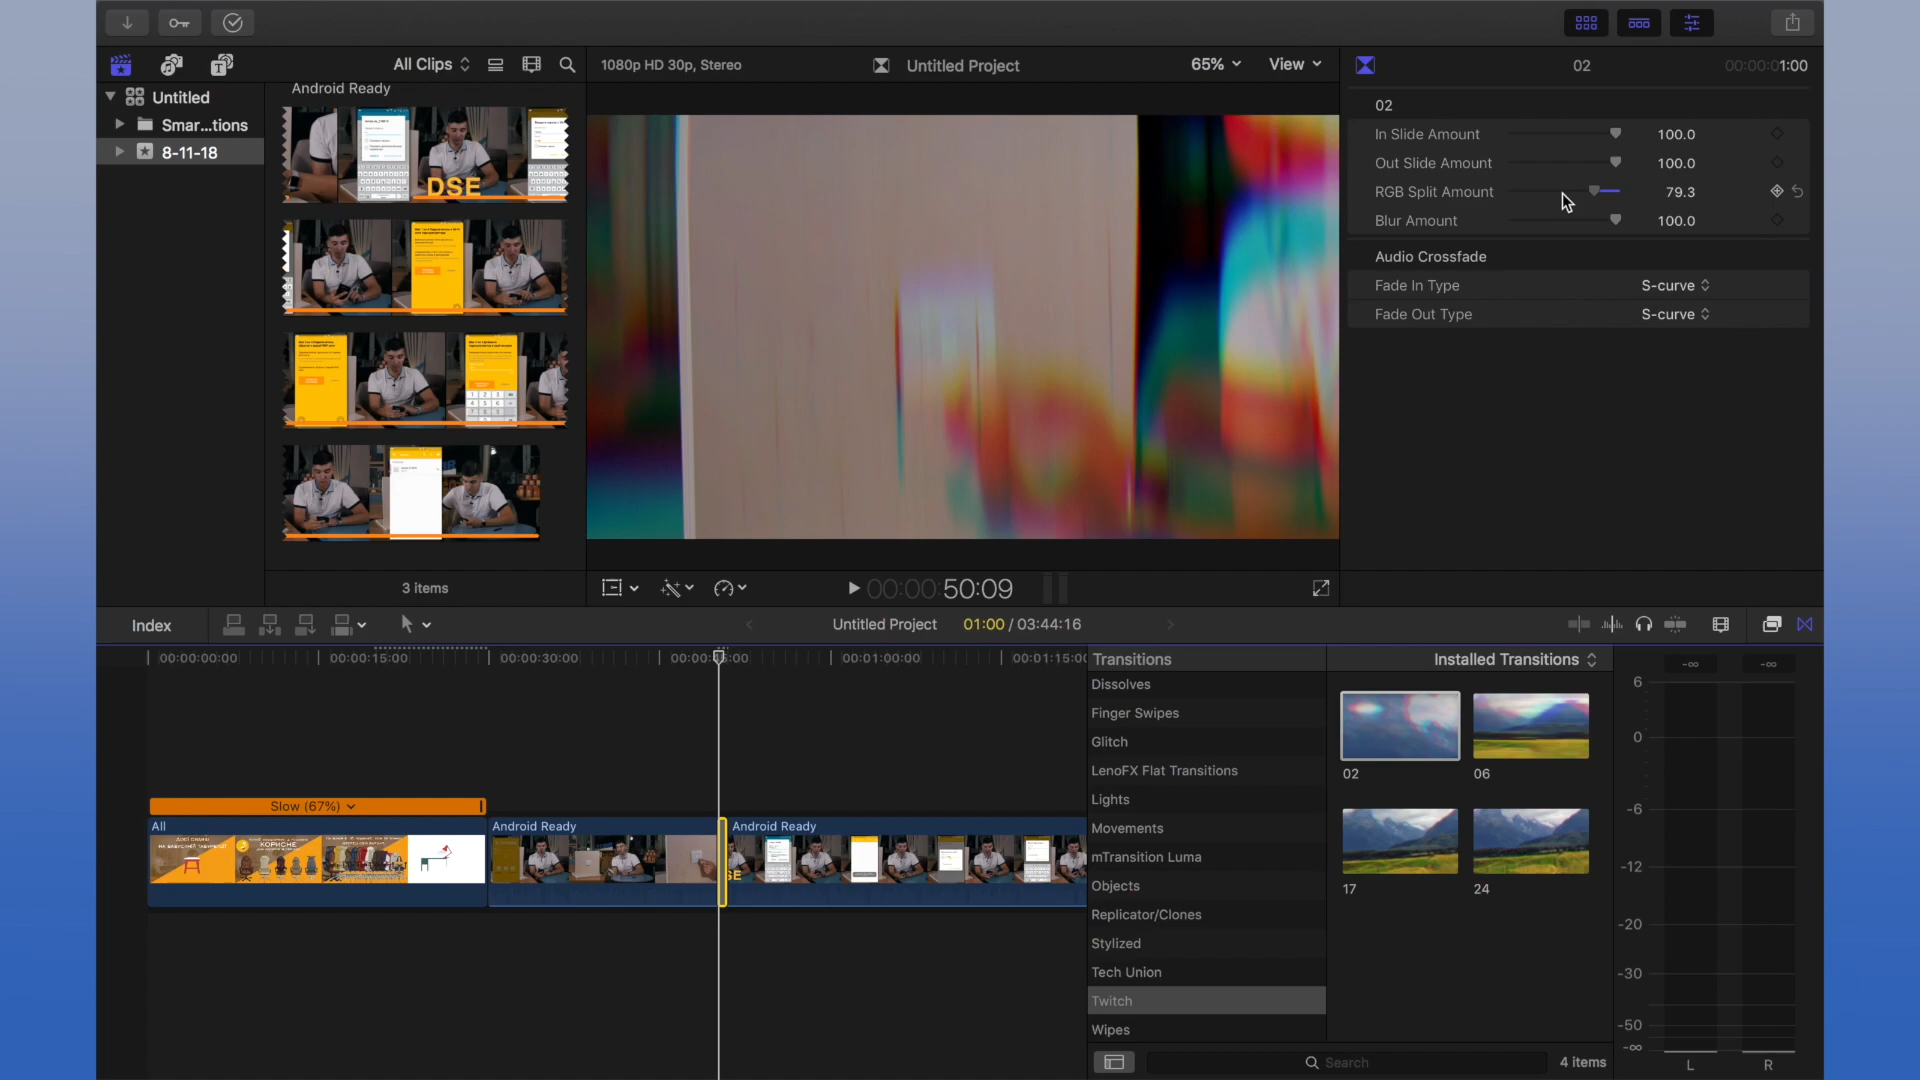 All Clips
1080p HD 30p, Stereo
Untitled Project
65%
View
02
00:00:01:00
Untitled
Smar...tions
8-11-18
Android Ready
DSE
3 items
02
In Slide Amount 100.0
Out Slide Amount 100.0
RGB Split Amount 79.3
Blur Amount 100.0
Audio Crossfade
Fade In Type S-curve
Fade Out Type S-curve
00:00:50:09
Index
Untitled Project
01:00 / 03:44:16
00:00:00:00
00:00:15:00
00:00:30:00
00:00:45:00
00:01:00:00
00:01:15:00
Slow (67%)
All
Android Ready
Android Ready
КОРИСНЕ
SE
Transitions
Installed Transitions
Dissolves
Finger Swipes
Glitch
LenoFX Flat Transitions
Lights
Movements
mTransition Luma
Objects
Replicator/Clones
Stylized
Tech Union
Twitch
Wipes
02
06
17
24
Search
4 items
-∞
-∞
6
0
-6
-12
-20
-30
-50
-∞
L
R